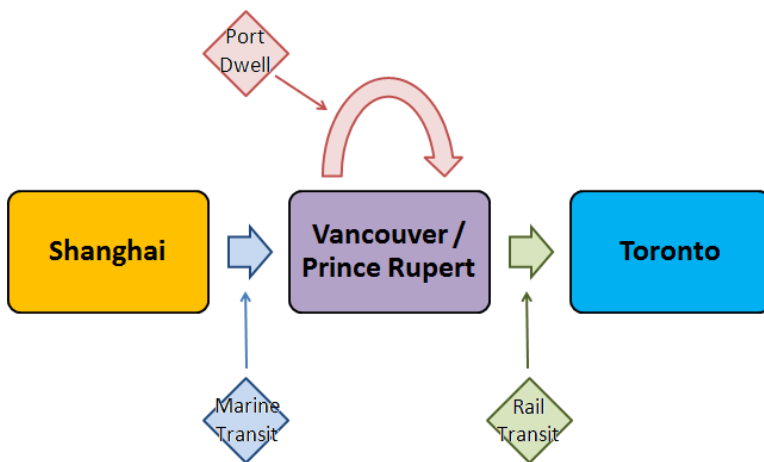 Port
Dwell
Shanghai
Vancouver /
Prince Rupert
Toronto
Marine
Transit
Rail
Transit